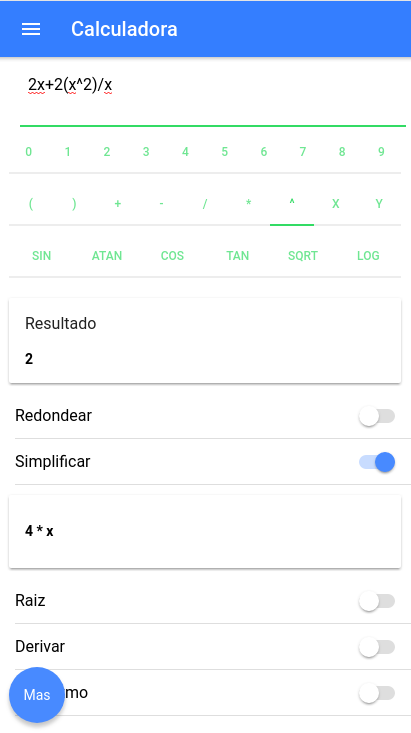 Calculadora
2x+2(x^2)/x
0 1 2 3 4 5 6 7 8 9
( ) + - / * ^ X Y
SIN ATAN COS TAN SQRT LOG
Resultado
2
Redondear
Simplificar
4 * x
Raiz
Derivar
Mas mo